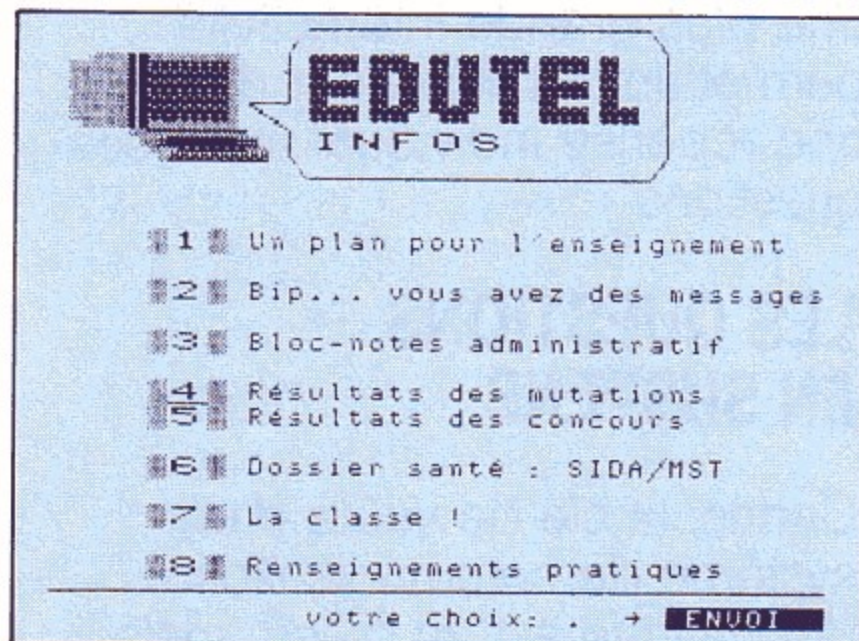 EDUTEL
INFOS
1 Un plan pour l'enseignement
2 Bip... vous avez des messages
3 Bloc-notes administratif
4 Résultats des mutations
5 Résultats des concours
6 Dossier santé : SIDA/MST
7 La classe !
8 Renseignements pratiques
votre choix: . → ENVOI